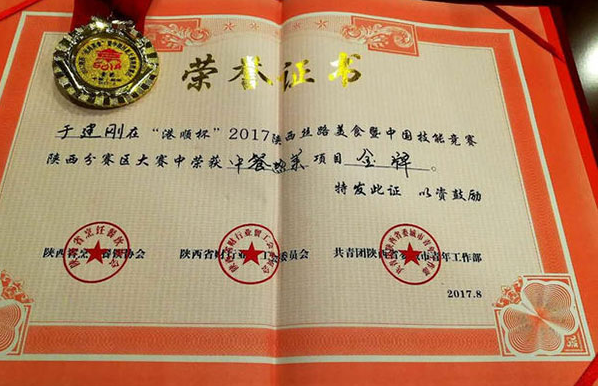 荣誉证书
于建刚在“港顺杯”2017陕西丝路美食暨中国技能竞赛
陕西分赛区大赛中荣获中餐热菜项目金牌。
特发此证 以资鼓励
陕西省烹饪餐饮协会 陕西省财 委员会 共青团陕西省委城市青年工作部
2017.8